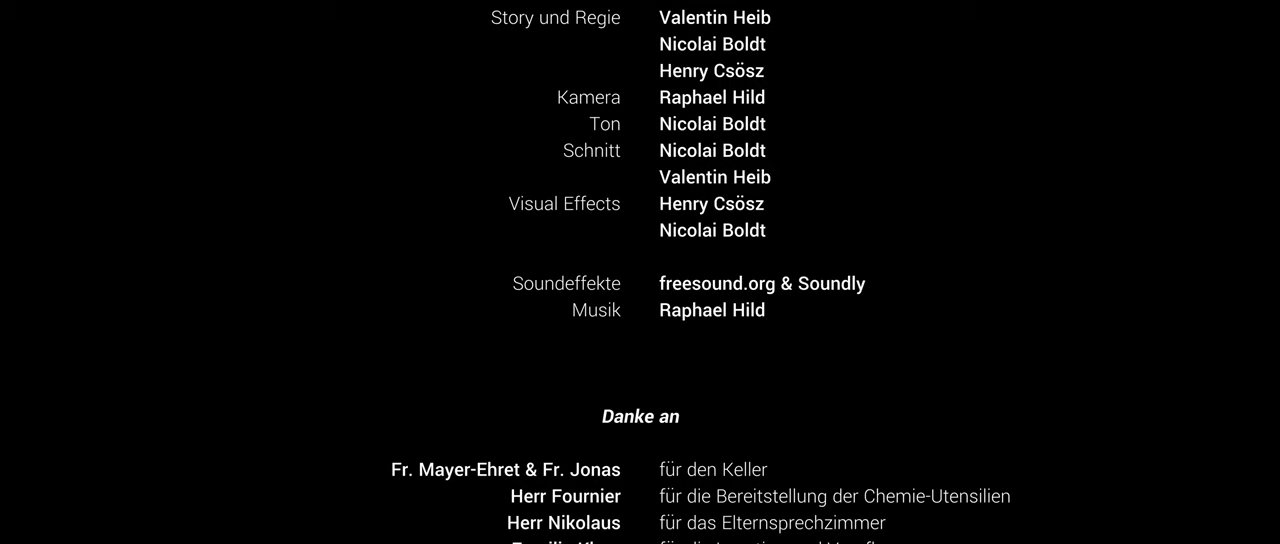 Story und Regie Valentin Heib
Nicolai Boldt
Henry Csösz
Kamera Raphael Hild
Ton Nicolai Boldt
Schnitt Nicolai Boldt
Valentin Heib
Visual Effects Henry Csösz
Nicolai Boldt
Soundeffekte freesound.org & Soundly
Musik Raphael Hild
Danke an
Fr. Mayer-Ehret & Fr. Jonas für den Keller
Herr Fournier für die Bereitstellung der Chemie-Utensilien
Herr Nikolaus für das Elternsprechzimmer